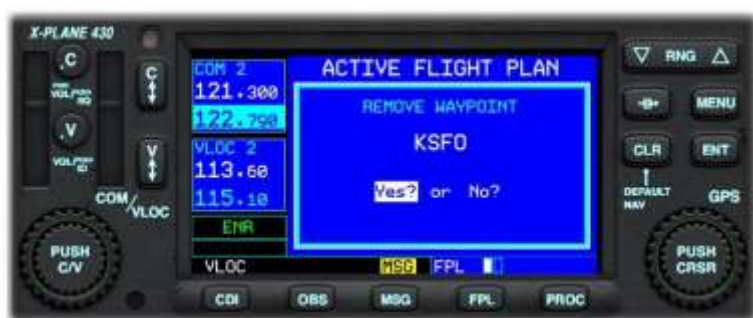 X-PLANE 430
C
PWR
VOL/PUSH
SQ
C
V
VOL/PUSH
ID
V
COM/VLOC
PUSH
C/V
COM 2
121.300
122.790
VLOC 2
113.60
115.10
ENR
VLOC
MSG
FPL
ACTIVE FLIGHT PLAN
REMOVE WAYPOINT
KSFO
Yes? or No?
RNG
MENU
CLR
ENT
DEFAULT
NAV
GPS
PUSH
CRSR
CDI
OBS
MSG
FPL
PROC